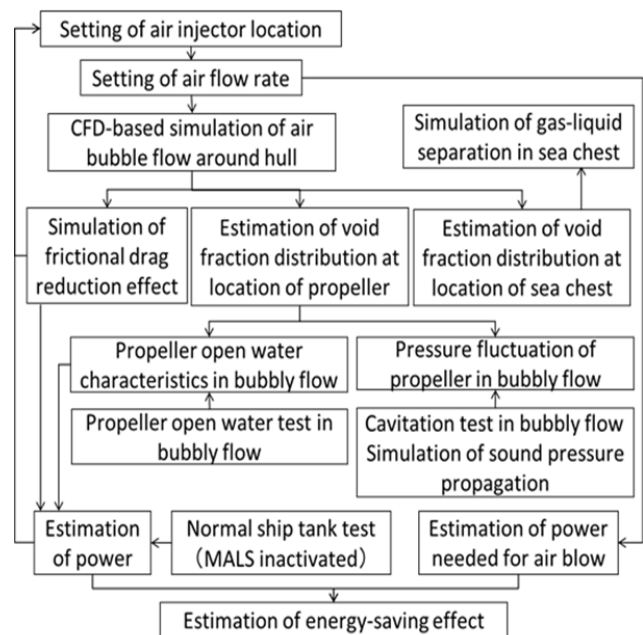 Setting of air injector location
Setting of air flow rate
CFD-based simulation of air
bubble flow around hull
Simulation of gas-liquid
separation in sea chest
Simulation of
frictional drag
reduction effect
Estimation of void
fraction distribution at
location of propeller
Estimation of void
fraction distribution at
location of sea chest
Propeller open water
characteristics in bubbly flow
Pressure fluctuation of
propeller in bubbly flow
Propeller open water test in
bubbly flow
Cavitation test in bubbly flow
Simulation of sound pressure
propagation
Estimation
of power
Normal ship tank test
(MALS inactivated)
Estimation of power
needed for air blow
Estimation of energy-saving effect